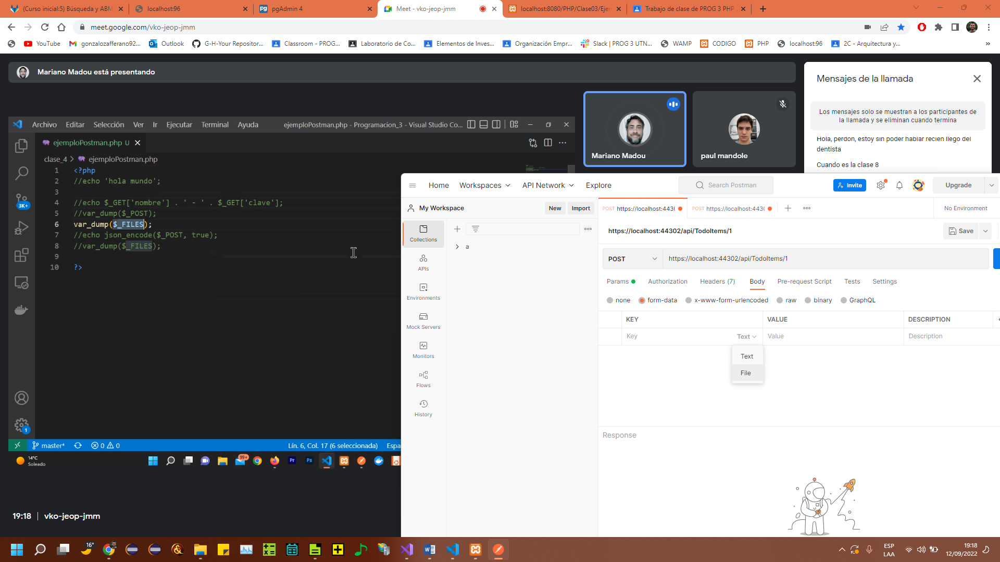 (Curso inicial:5) Búsqueda y ABM
localhost:96
pgAdmin 4
Meet - vko-jeop-jmm
localhost:8080/PHP/Clase03/Ejer
Trabajo de clase de PROG 3 PHP
meet.google.com/vko-jeop-jmm
YouTube
gonzalozafferano92...
Outlook
G-H-Your Repositor...
Classroom - PROG...
Laboratorio de Co...
Elementos de Inves...
Organización Empr...
Slack | PROG 3 UTN...
WAMP
CODIGO
PHP
localhost:96
2C - Arquitectura y...
Mariano Madou está presentando
Mensajes de la llamada
Los mensajes solo se muestran a los participantes de
la llamada y se eliminan cuando termina
Hola, perdon, estoy sin poder hablar recien llego del
dentista
Cuando es la clase 8
Mariano Madou
paul mandole
Archivo Editar Selección Ver Ir Ejecutar Terminal Ayuda
ejemploPostman.php - Programacion_3 - Visual Studio Co...
ejemploPostman.php U
clase_4 > ejemploPostman.php
1 <?php
2 //echo 'hola mundo';
3
4 //echo $_GET['nombre'] . ' - ' . $_GET['clave'];
5 //var_dump($_POST);
6 var_dump($_FILES);
7 //echo json_encode($_POST, true);
8 //var_dump($_FILES);
9
10 ?>
3K+
1
master*
0 0
Lín. 6, Col. 17 (6 seleccionada)
Espa
14°C
Soleado
99+
Pr
Ps
19:18 | vko-jeop-jmm
Home
Workspaces
API Network
Explore
Search Postman
Invite
Upgrade
My Workspace
New
Import
POST https://localhost:4430
POST https://localhost:4430
No Environment
Collections
a
APIs
Environments
Mock Servers
Monitors
Flows
History
https://localhost:44302/api/TodoItems/1
Save
POST
https://localhost:44302/api/TodoItems/1
Params
Authorization
Headers (7)
Body
Pre-request Script
Tests
Settings
none
form-data
x-www-form-urlencoded
raw
binary
GraphQL
KEY
VALUE
DESCRIPTION
Key
Text
Value
Description
Text
File
Response
16°
ESP
LAA
19:18
12/09/2022